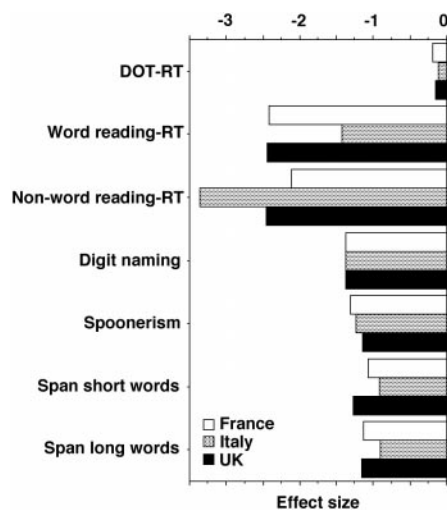 -3 -2 -1 0
DOT-RT
Word reading-RT
Non-word reading-RT
Digit naming
Spoonerism
Span short words
Span long words
France
Italy
UK
Effect size